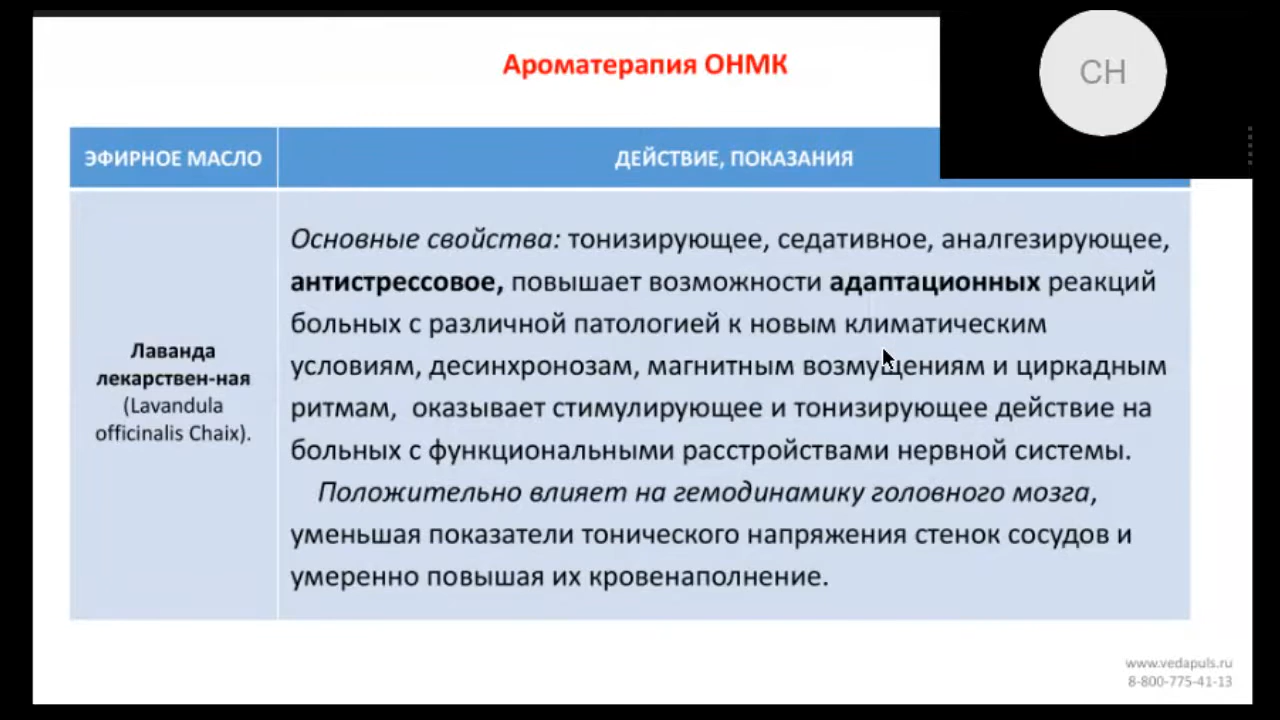 Ароматерапия ОНМК
СН
ЭФИРНОЕ МАСЛО
ДЕЙСТВИЕ, ПОКАЗАНИЯ
Лаванда
лекарствен-ная
(Lavandula
officinalis Chaix).
Основные свойства: тонизирующее, седативное, аналгезирующее,
антистрессовое, повышает возможности адаптационных реакций
больных с различной патологией к новым климатическим
условиям, десинхронозам, магнитным возмущениям и циркадным
ритмам, оказывает стимулирующее и тонизирующее действие на
больных с функциональными расстройствами нервной системы.
Положительно влияет на гемодинамику головного мозга,
уменьшая показатели тонического напряжения стенок сосудов и
умеренно повышая их кровенаполнение.
www.vedapuls.ru
8-800-775-41-13